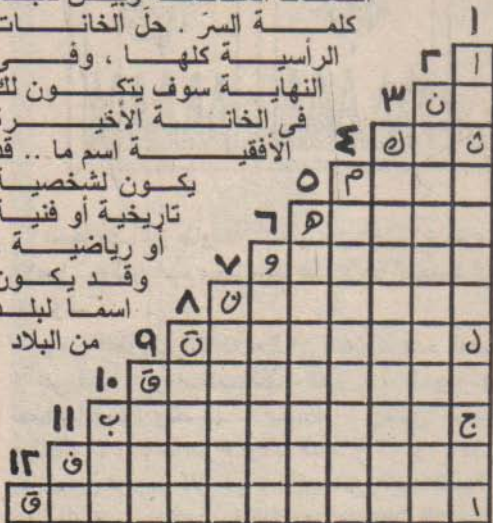 كلمة السر . حل الخانات
الرأسية كلها ، وفى
النهاية سوف يتكون لك
فى الخانة الأخيرة
الأفقية اسم ما ... قد
يكون لشخصية
تاريخية أو فنية
أو رياضية
وقد يكون
اسما لبلد
من البلاد
١
ا ٢
ن ٣
ث ك ٤
م ٥
ه ٦
و ٧
ن ٨
ل ت ٩
ق ١٠
ج ب ١١
ف ١٢
ا ق